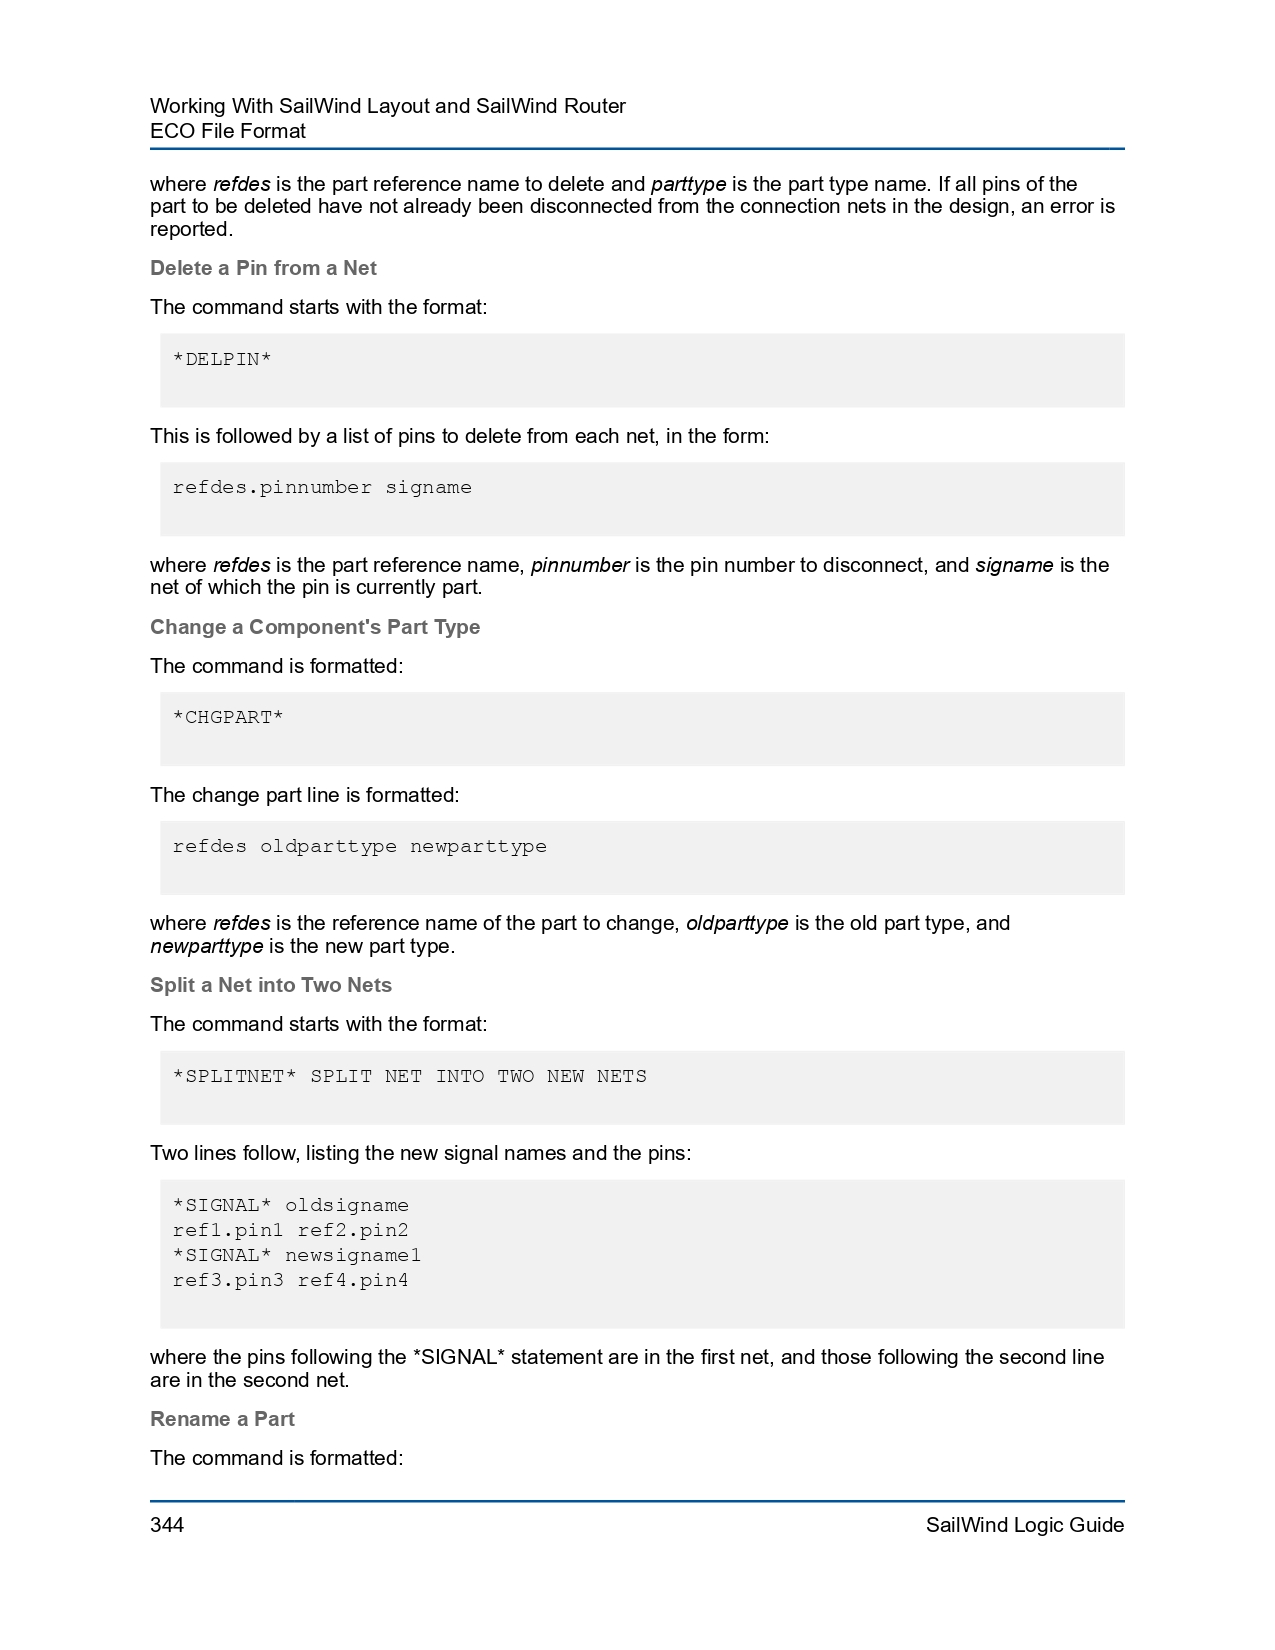 Working With SailWind Layout and SailWind Router
ECO File Format
where refdes is the part reference name to delete and parttype is the part type name. If all pins of the
part to be deleted have not already been disconnected from the connection nets in the design, an error is
reported.
Delete a Pin from a Net
The command starts with the format:
*DELPIN*
This is followed by a list of pins to delete from each net, in the form:
refdes.pinnumber signame
where refdes is the part reference name, pinnumber is the pin number to disconnect, and signame is the
net of which the pin is currently part.
Change a Component's Part Type
The command is formatted:
*CHGPART*
The change part line is formatted:
refdes oldparttype newparttype
where refdes is the reference name of the part to change, oldparttype is the old part type, and
newparttype is the new part type.
Split a Net into Two Nets
The command starts with the format:
*SPLITNET* SPLIT NET INTO TWO NEW NETS
Two lines follow, listing the new signal names and the pins:
*SIGNAL* oldsigname
ref1.pin1 ref2.pin2
*SIGNAL* newsigname1
ref3.pin3 ref4.pin4
where the pins following the *SIGNAL* statement are in the first net, and those following the second line
are in the second net.
Rename a Part
The command is formatted:
344
SailWind Logic Guide